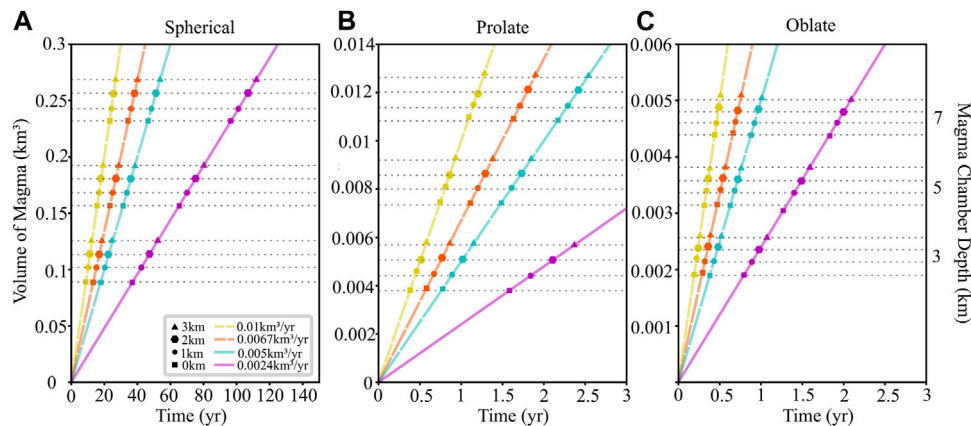 A
Spherical
B
Prolate
C
Oblate
Volume of Magma (km³)
0.3
0.25
0.2
0.15
0.1
0.05
0
3km
2km
1km
0km
0.01km³/yr
0.0067km³/yr
0.005km³/yr
0.0024km³/yr
0 20 40 60 80 100 120 140
Time (yr)
0.014
0.012
0.01
0.008
0.006
0.004
0.002
0
0 0.5 1 1.5 2 2.5 3
Time (yr)
0.006
0.005
0.004
0.003
0.002
0.001
0
0 0.5 1 1.5 2 2.5 3
Time (yr)
7
5
3
Magma Chamber Depth (km)